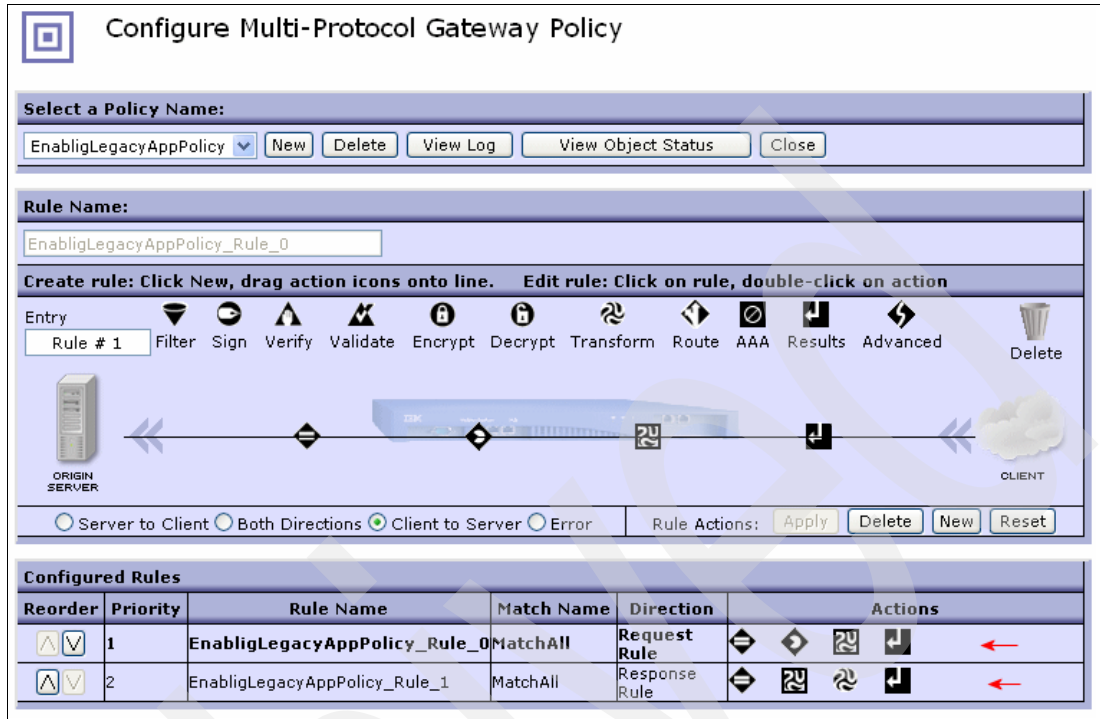 Configure Multi-Protocol Gateway Policy
Select a Policy Name:
EnabligLegacyAppPolicy New Delete View Log View Object Status Close
Rule Name:
EnabligLegacyAppPolicy_Rule_0
Create rule: Click New, drag action icons onto line. Edit rule: Click on rule, double-click on action
Entry
Rule # 1 Filter Sign Verify Validate Encrypt Decrypt Transform Route AAA Results Advanced Delete
ORIGIN
SERVER
CLIENT
Server to Client Both Directions Client to Server Error Rule Actions: Apply Delete New Reset
Configured Rules
Reorder Priority Rule Name Match Name Direction Actions
1 EnabligLegacyAppPolicy_Rule_0 MatchAll Request Rule
2 EnabligLegacyAppPolicy_Rule_1 MatchAll Response Rule